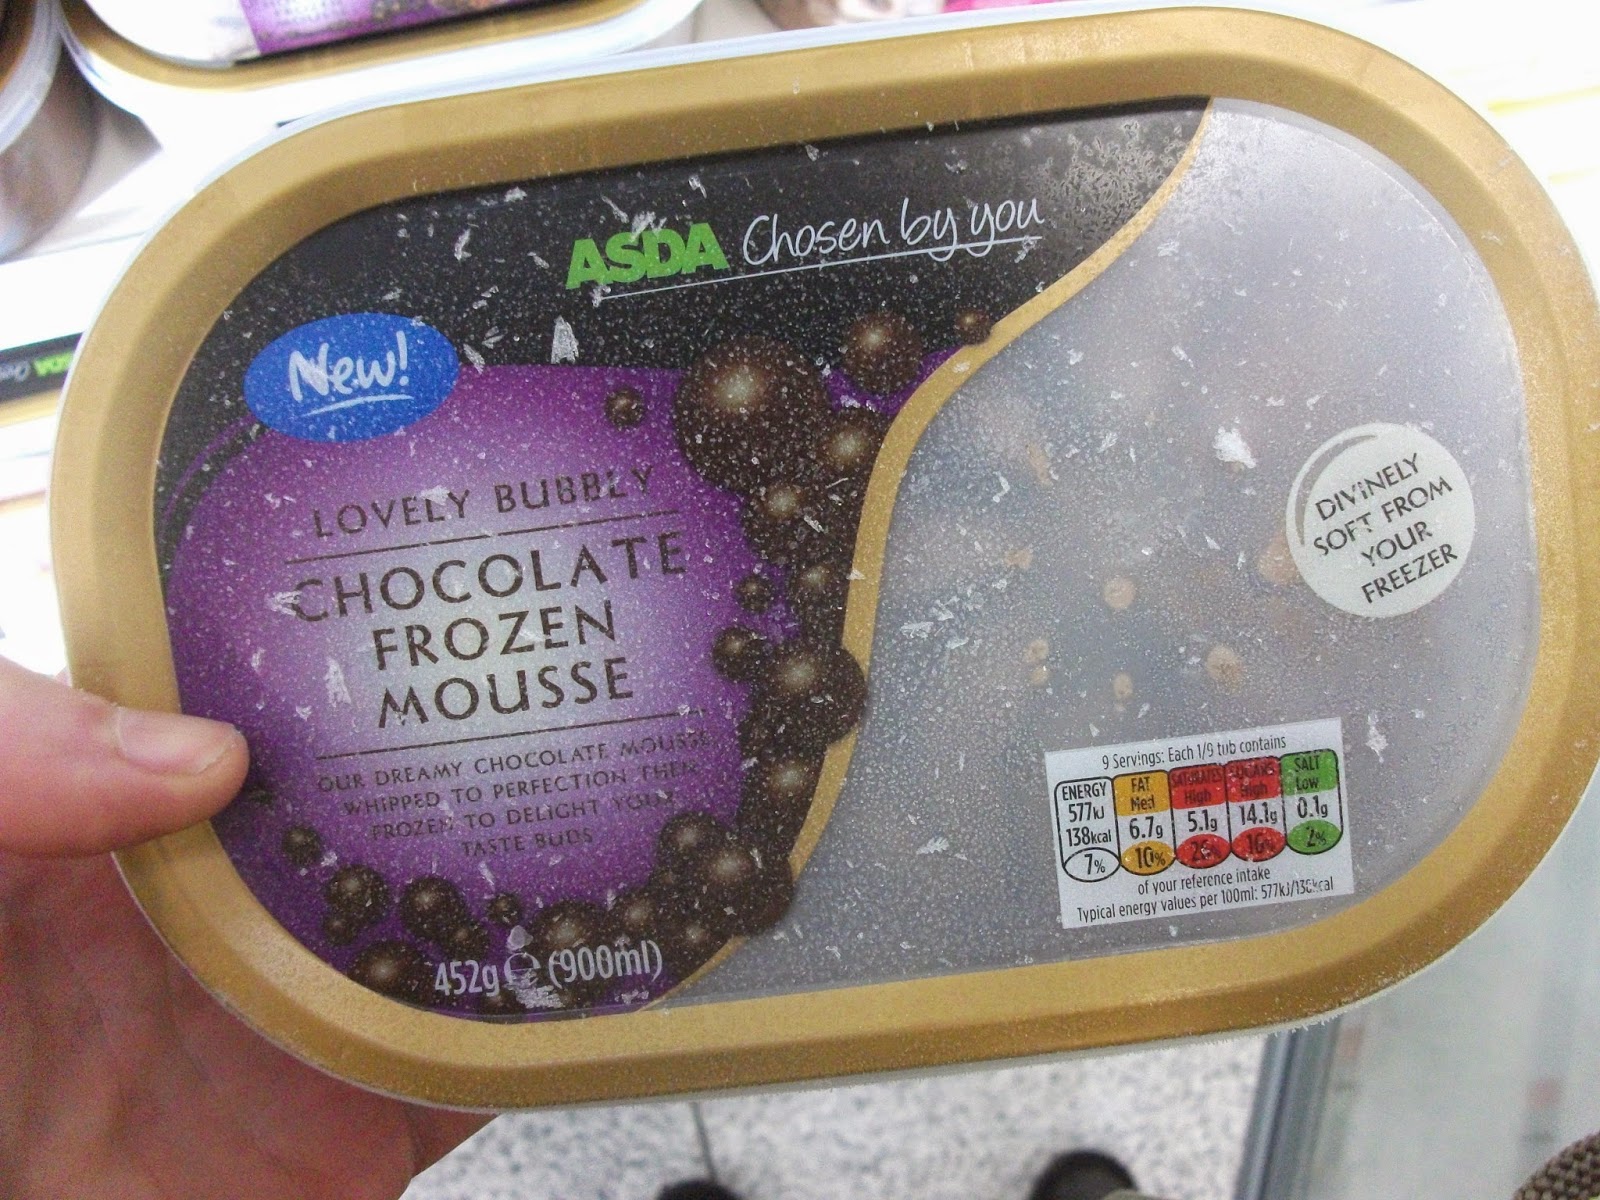 ASDA Chosen by you
New!
LOVELY BUBBLY
CHOCOLATE
FROZEN
MOUSSE
OUR DREAMY CHOCOLATE MOUSSE
WHIPPED TO PERFECTION THEN
FROZEN TO DELIGHT YOUR
TASTE BUDS
452g e (900ml)
DIVINELY
SOFT FROM
YOUR
FREEZER
9 Servings: Each 1/9 tub contains
ENERGY FAT SATURATES SUGARS SALT
Med High High Low
577kJ 6.7g 5.1g 14.1g 0.1g
138kcal
7% 10% 16% 2%
of your reference intake
Typical energy values per 100ml: 577kJ/138kcal
ASDA